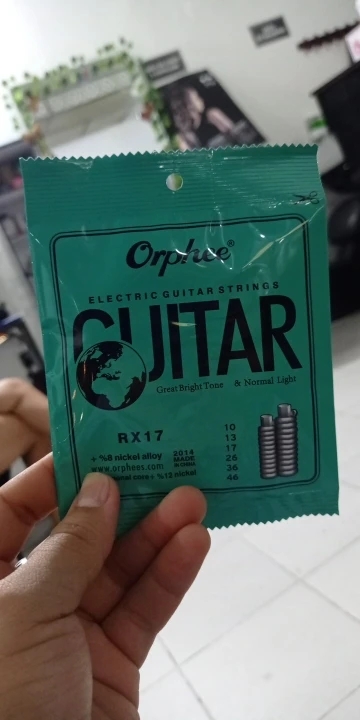 Orphee®
ELECTRIC GUITAR STRINGS
GUITAR
Great Bright Tone & Normal Light
RX17
+ %8 nickel alloy
2014
MADE
IN CHINA
www.orphees.com
core+ %12 nickel
10
13
17
26
36
46